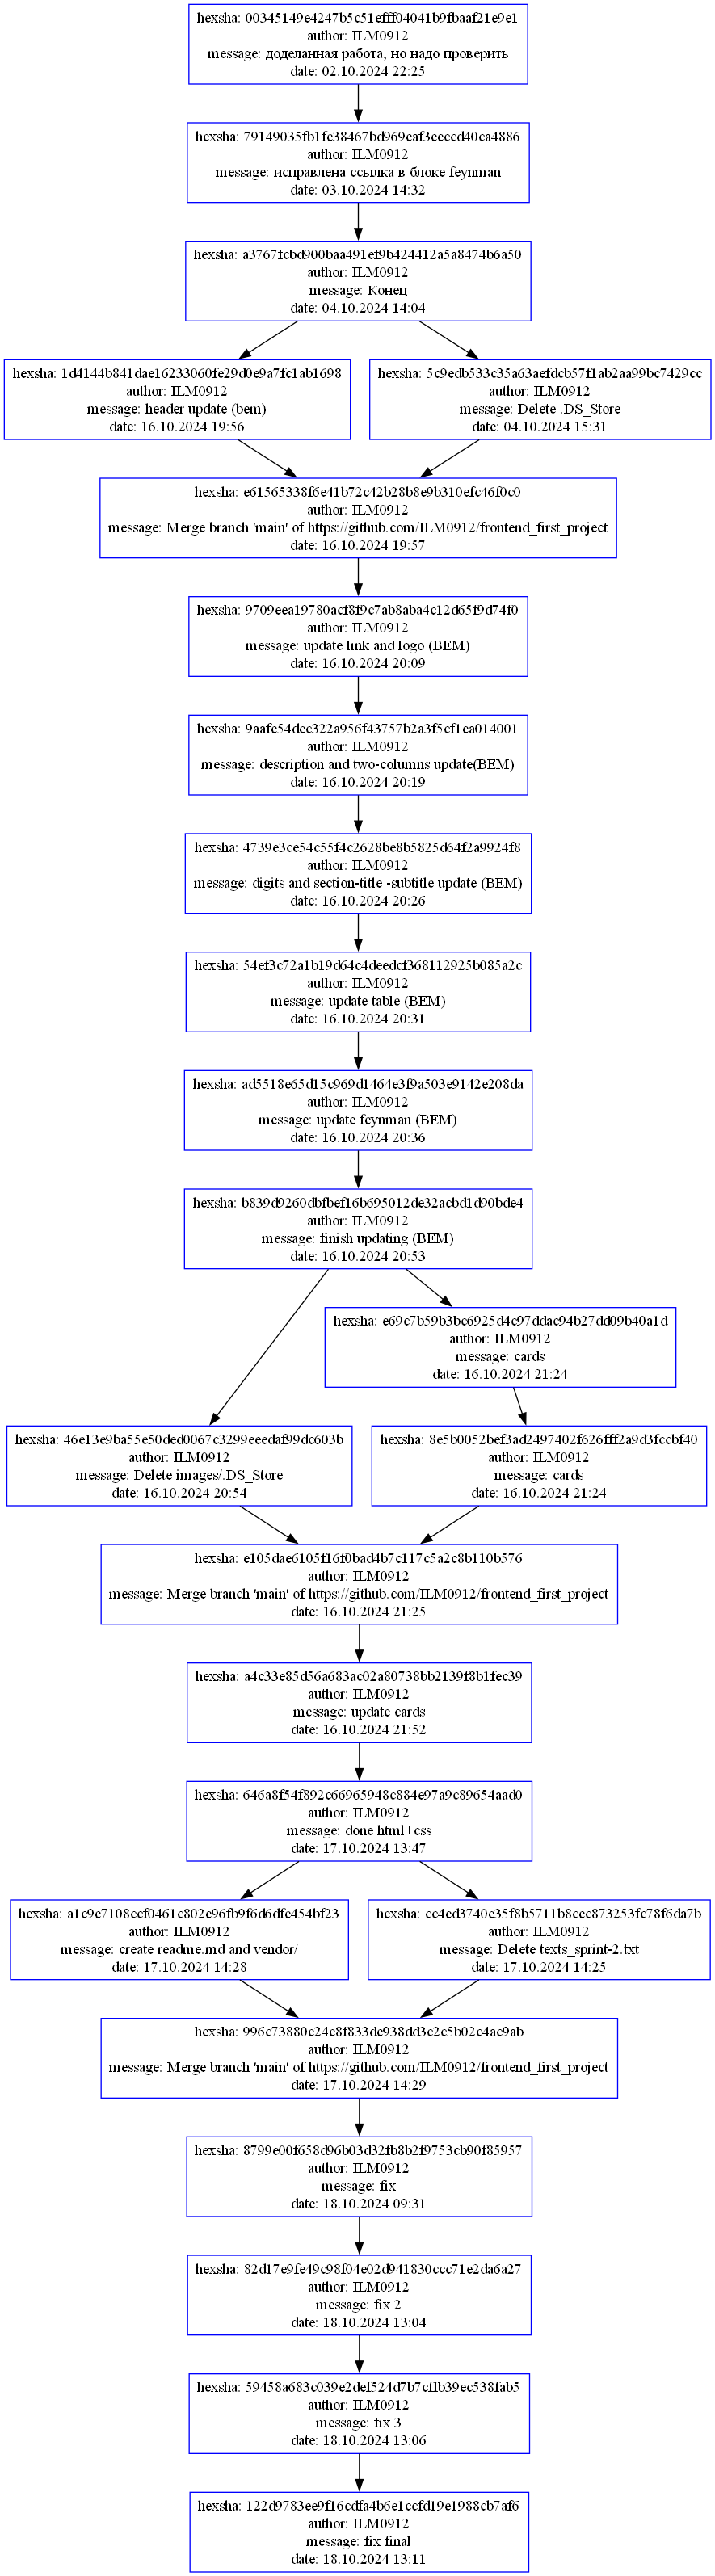 hexsha: 00345149e4247b5c51efff04041b9fbaaf21e9e1
author: ILM0912
message: доделанная работа, но надо проверить
date: 02.10.2024 22:25
hexsha: 79149035fb1fe38467bd969eaf3eeccd40ca4886
author: ILM0912
message: исправлена ссылка в блоке feynman
date: 03.10.2024 14:32
hexsha: a3767fcbd900baa491ef9b424412a5a8474b6a50
author: ILM0912
message: Конец
date: 04.10.2024 14:04
hexsha: 1d4144b841dae16233060fe29d0e9a7fc1ab1698
author: ILM0912
message: header update (bem)
date: 16.10.2024 19:56
hexsha: 5c9edb533c35a63aefdcb57f1ab2aa99bc7429cc
author: ILM0912
message: Delete .DS_Store
date: 04.10.2024 15:31
hexsha: e61565338f6e41b72c42b28b8e9b310efc46f0c0
author: ILM0912
message: Merge branch 'main' of https://github.com/ILM0912/frontend_first_project
date: 16.10.2024 19:57
hexsha: 9709eea19780acf8f9c7ab8aba4c12d65f9d74f0
author: ILM0912
message: update link and logo (BEM)
date: 16.10.2024 20:09
hexsha: 9aafe54dec322a956f43757b2a3f5cf1ea014001
author: ILM0912
message: description and two-columns update(BEM)
date: 16.10.2024 20:19
hexsha: 4739e3ce54c55f4c2628be8b5825d64f2a9924f8
author: ILM0912
message: digits and section-title -subtitle update (BEM)
date: 16.10.2024 20:26
hexsha: 54ef3c72a1b19d64c4deedcf368112925b085a2c
author: ILM0912
message: update table (BEM)
date: 16.10.2024 20:31
hexsha: ad5518e65d15c969d1464e3f9a503e9142e208da
author: ILM0912
message: update feynman (BEM)
date: 16.10.2024 20:36
hexsha: b839d9260dbfbef16b695012de32acbd1d90bde4
author: ILM0912
message: finish updating (BEM)
date: 16.10.2024 20:53
hexsha: e69c7b59b3bc6925d4c97ddac94b27dd09b40a1d
author: ILM0912
message: cards
date: 16.10.2024 21:24
hexsha: 46e13e9ba55e50ded0067c3299eeedaf99dc603b
author: ILM0912
message: Delete images/.DS_Store
date: 16.10.2024 20:54
hexsha: 8e5b0052bef3ad2497402f626fff2a9d3fccbf40
author: ILM0912
message: cards
date: 16.10.2024 21:24
hexsha: e105dae6105f16f0bad4b7c117c5a2c8b110b576
author: ILM0912
message: Merge branch 'main' of https://github.com/ILM0912/frontend_first_project
date: 16.10.2024 21:25
hexsha: a4c33e85d56a683ac02a80738bb2139f8b1fec39
author: ILM0912
message: update cards
date: 16.10.2024 21:52
hexsha: 646a8f54f892c66965948c884e97a9c89654aad0
author: ILM0912
message: done html+css
date: 17.10.2024 13:47
hexsha: a1c9e7108ccf0461c802e96fb9f6d6dfe454bf23
author: ILM0912
message: create readme.md and vendor/
date: 17.10.2024 14:28
hexsha: cc4ed3740e35f8b5711b8cec873253fc78f6da7b
author: ILM0912
message: Delete texts_sprint-2.txt
date: 17.10.2024 14:25
hexsha: 996c73880e24e8f833de938dd3c2c5b02c4ac9ab
author: ILM0912
message: Merge branch 'main' of https://github.com/ILM0912/frontend_first_project
date: 17.10.2024 14:29
hexsha: 8799e00f658d96b03d32fb8b2f9753cb90f85957
author: ILM0912
message: fix
date: 18.10.2024 09:31
hexsha: 82d17e9fe49c98f04e02d941830ccc71e2da6a27
author: ILM0912
message: fix 2
date: 18.10.2024 13:04
hexsha: 59458a683c039e2def524d7b7cffb39ec538fab5
author: ILM0912
message: fix 3
date: 18.10.2024 13:06
hexsha: 122d9783ee9f16cdfa4b6e1ccfd19e1988cb7af6
author: ILM0912
message: fix final
date: 18.10.2024 13:11